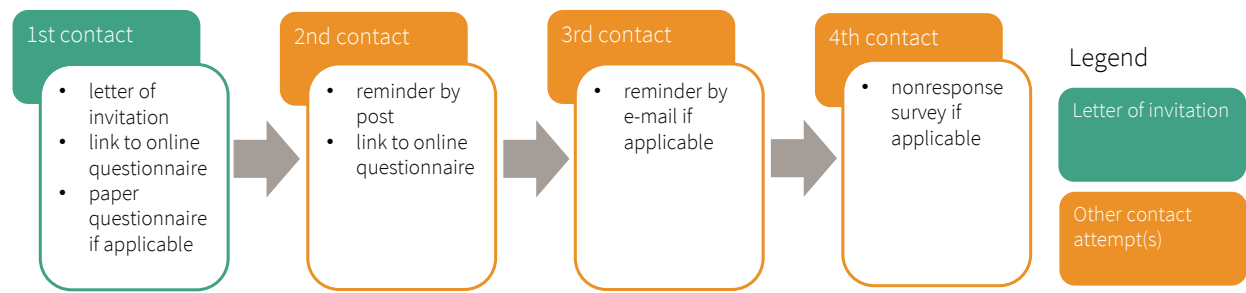 1st contact
• letter of
invitation
• link to online
questionnaire
• paper
questionnaire
if applicable
2nd contact
• reminder by
post
• link to online
questionnaire
3rd contact
• reminder by
e-mail if
applicable
4th contact
• nonresponse
survey if
applicable
Legend
Letter of invitation
Other contact
attempt(s)